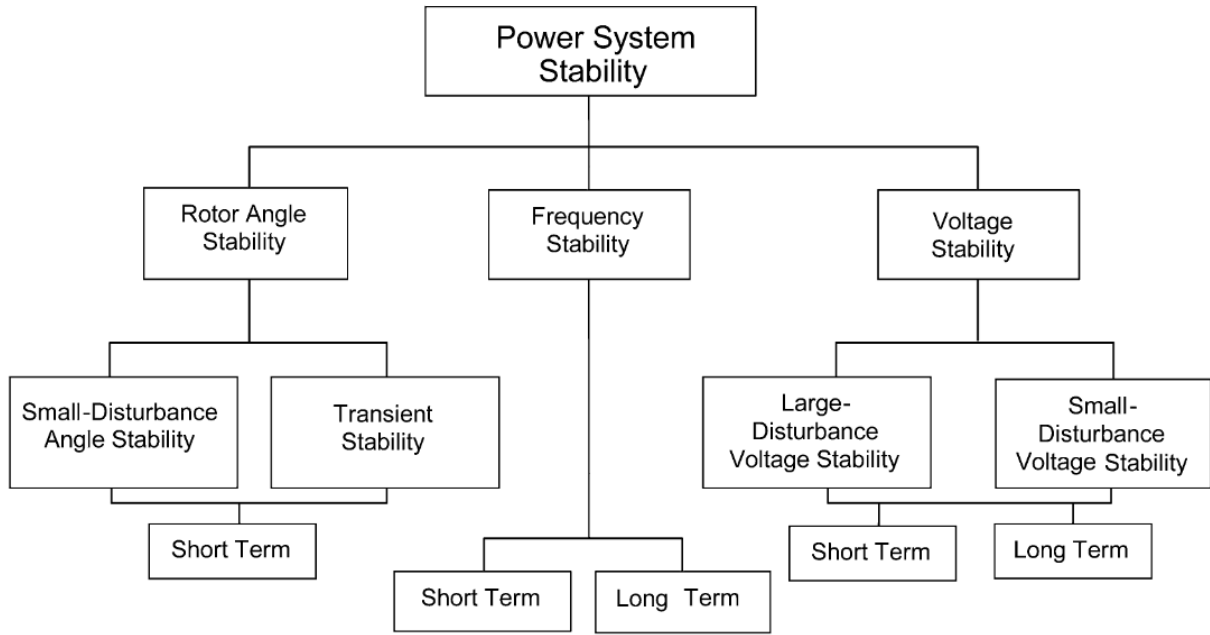 Power System
Stability
Rotor Angle
Stability
Frequency
Stability
Voltage
Stability
Small-Disturbance
Angle Stability
Transient
Stability
Large-
Disturbance
Voltage Stability
Small-
Disturbance
Voltage Stability
Short Term
Short Term
Long Term
Short Term
Long Term